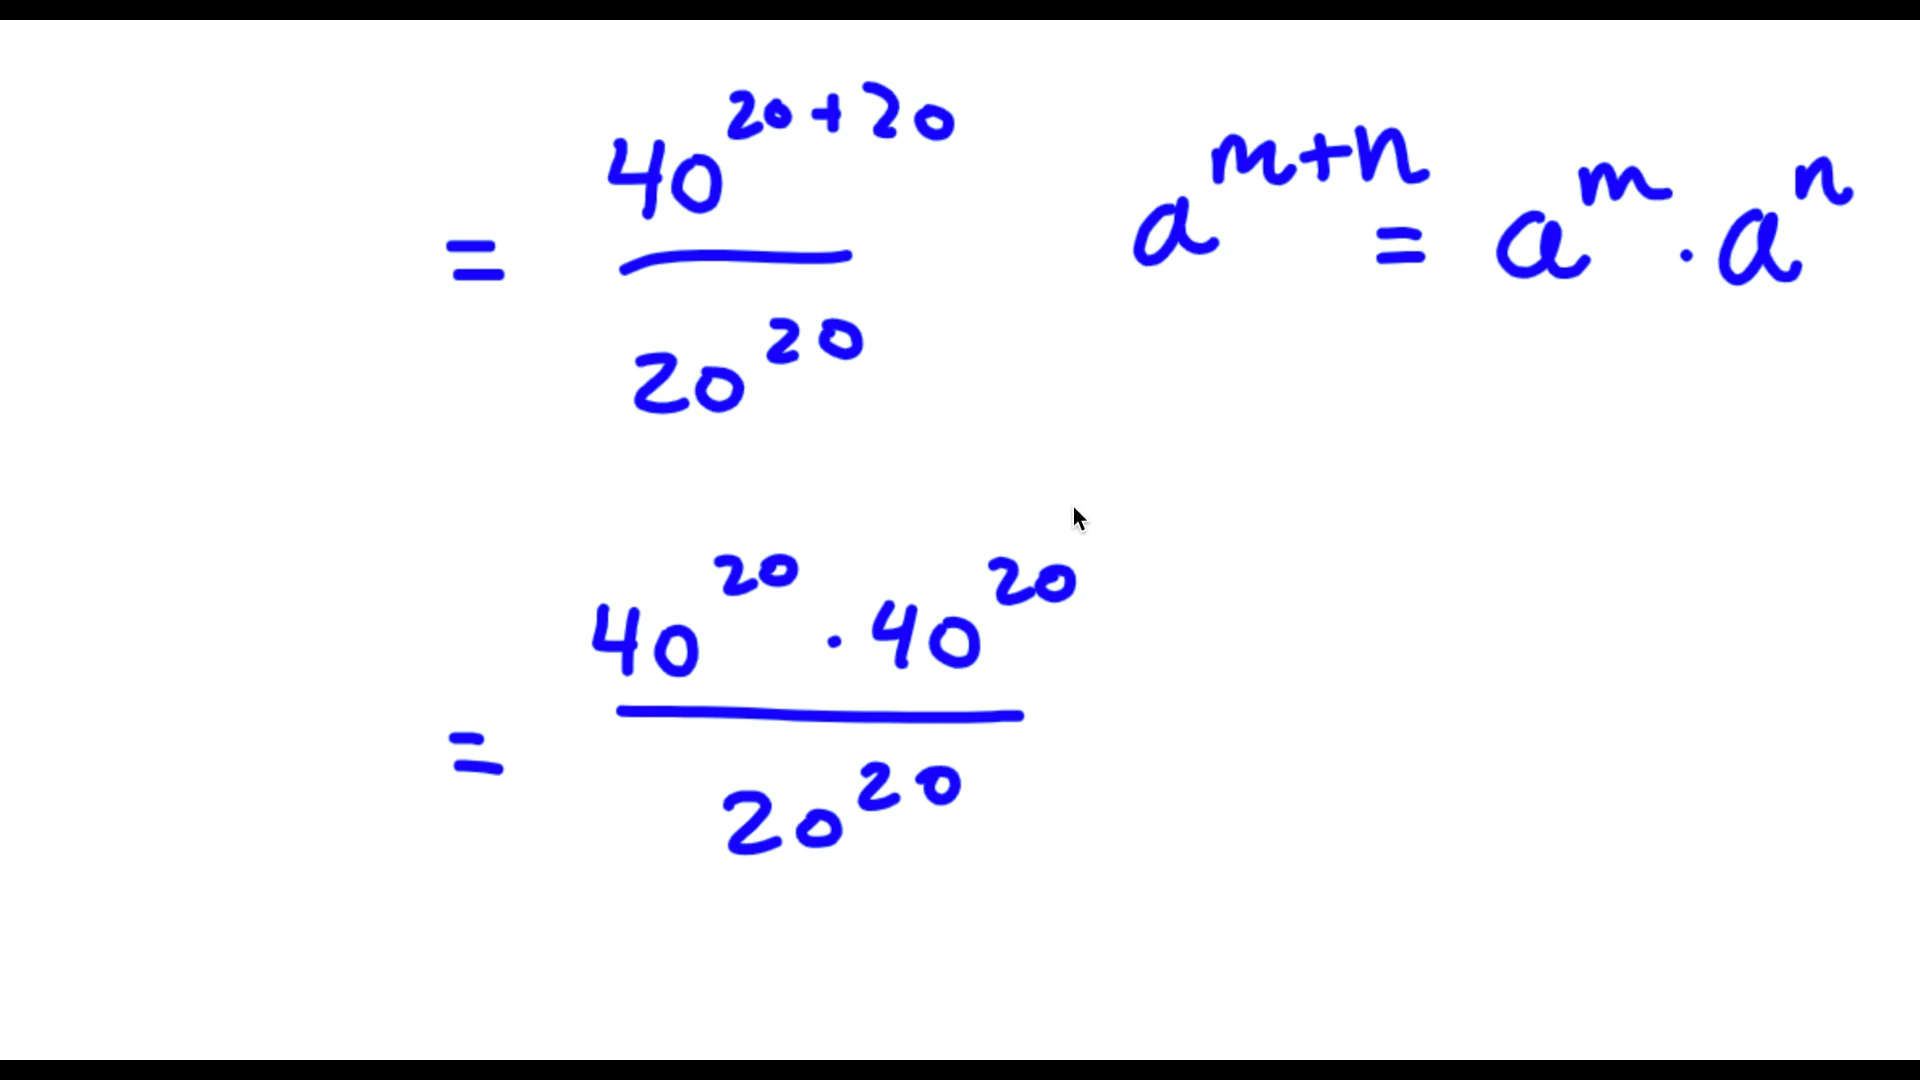 = 40^{20+20} / 20^{20}
a^{m+n} = a^m · a^n
= 40^{20} · 40^{20} / 20^{20}